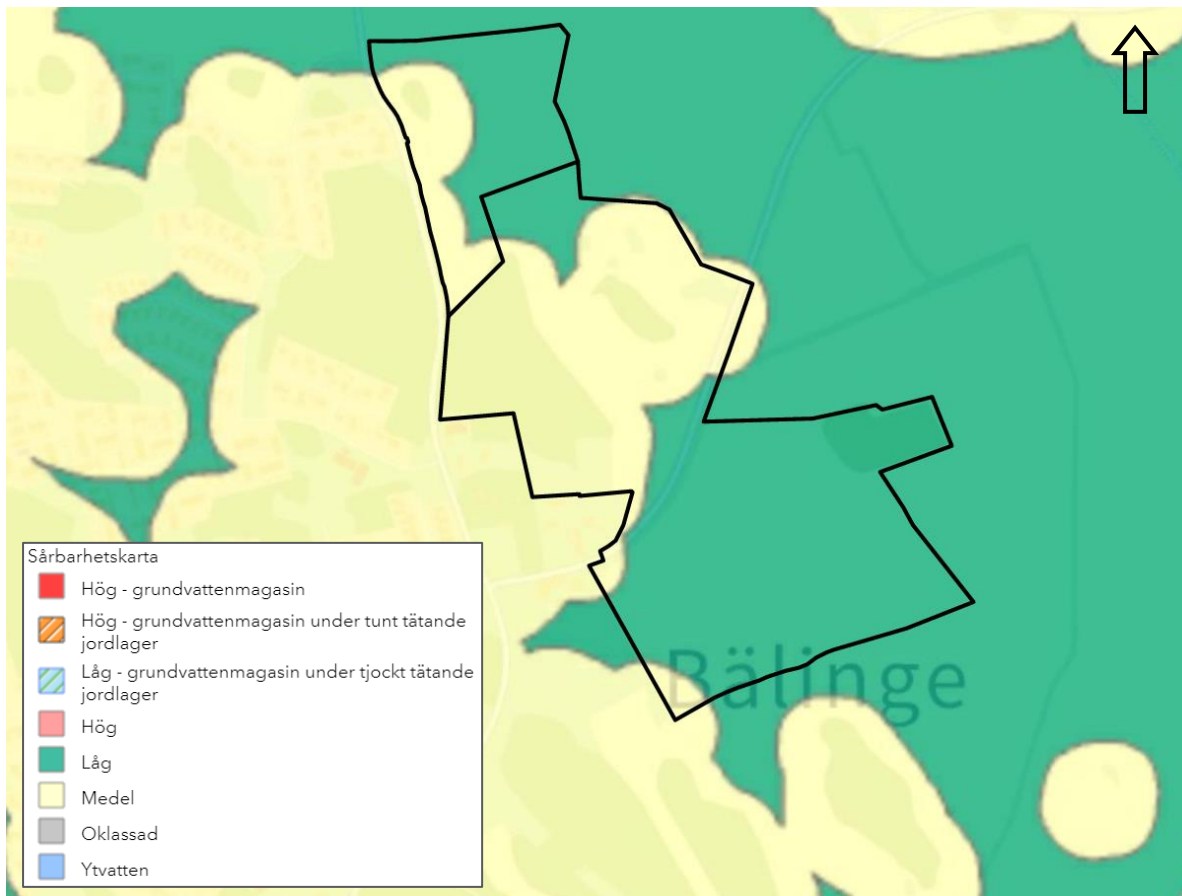 Bälinge
Sårbarhetskarta
Hög - grundvattenmagasin
Hög - grundvattenmagasin under tunt tätande
jordlager
Låg - grundvattenmagasin under tjockt tätande
jordlager
Hög
Låg
Medel
Oklassad
Ytvatten